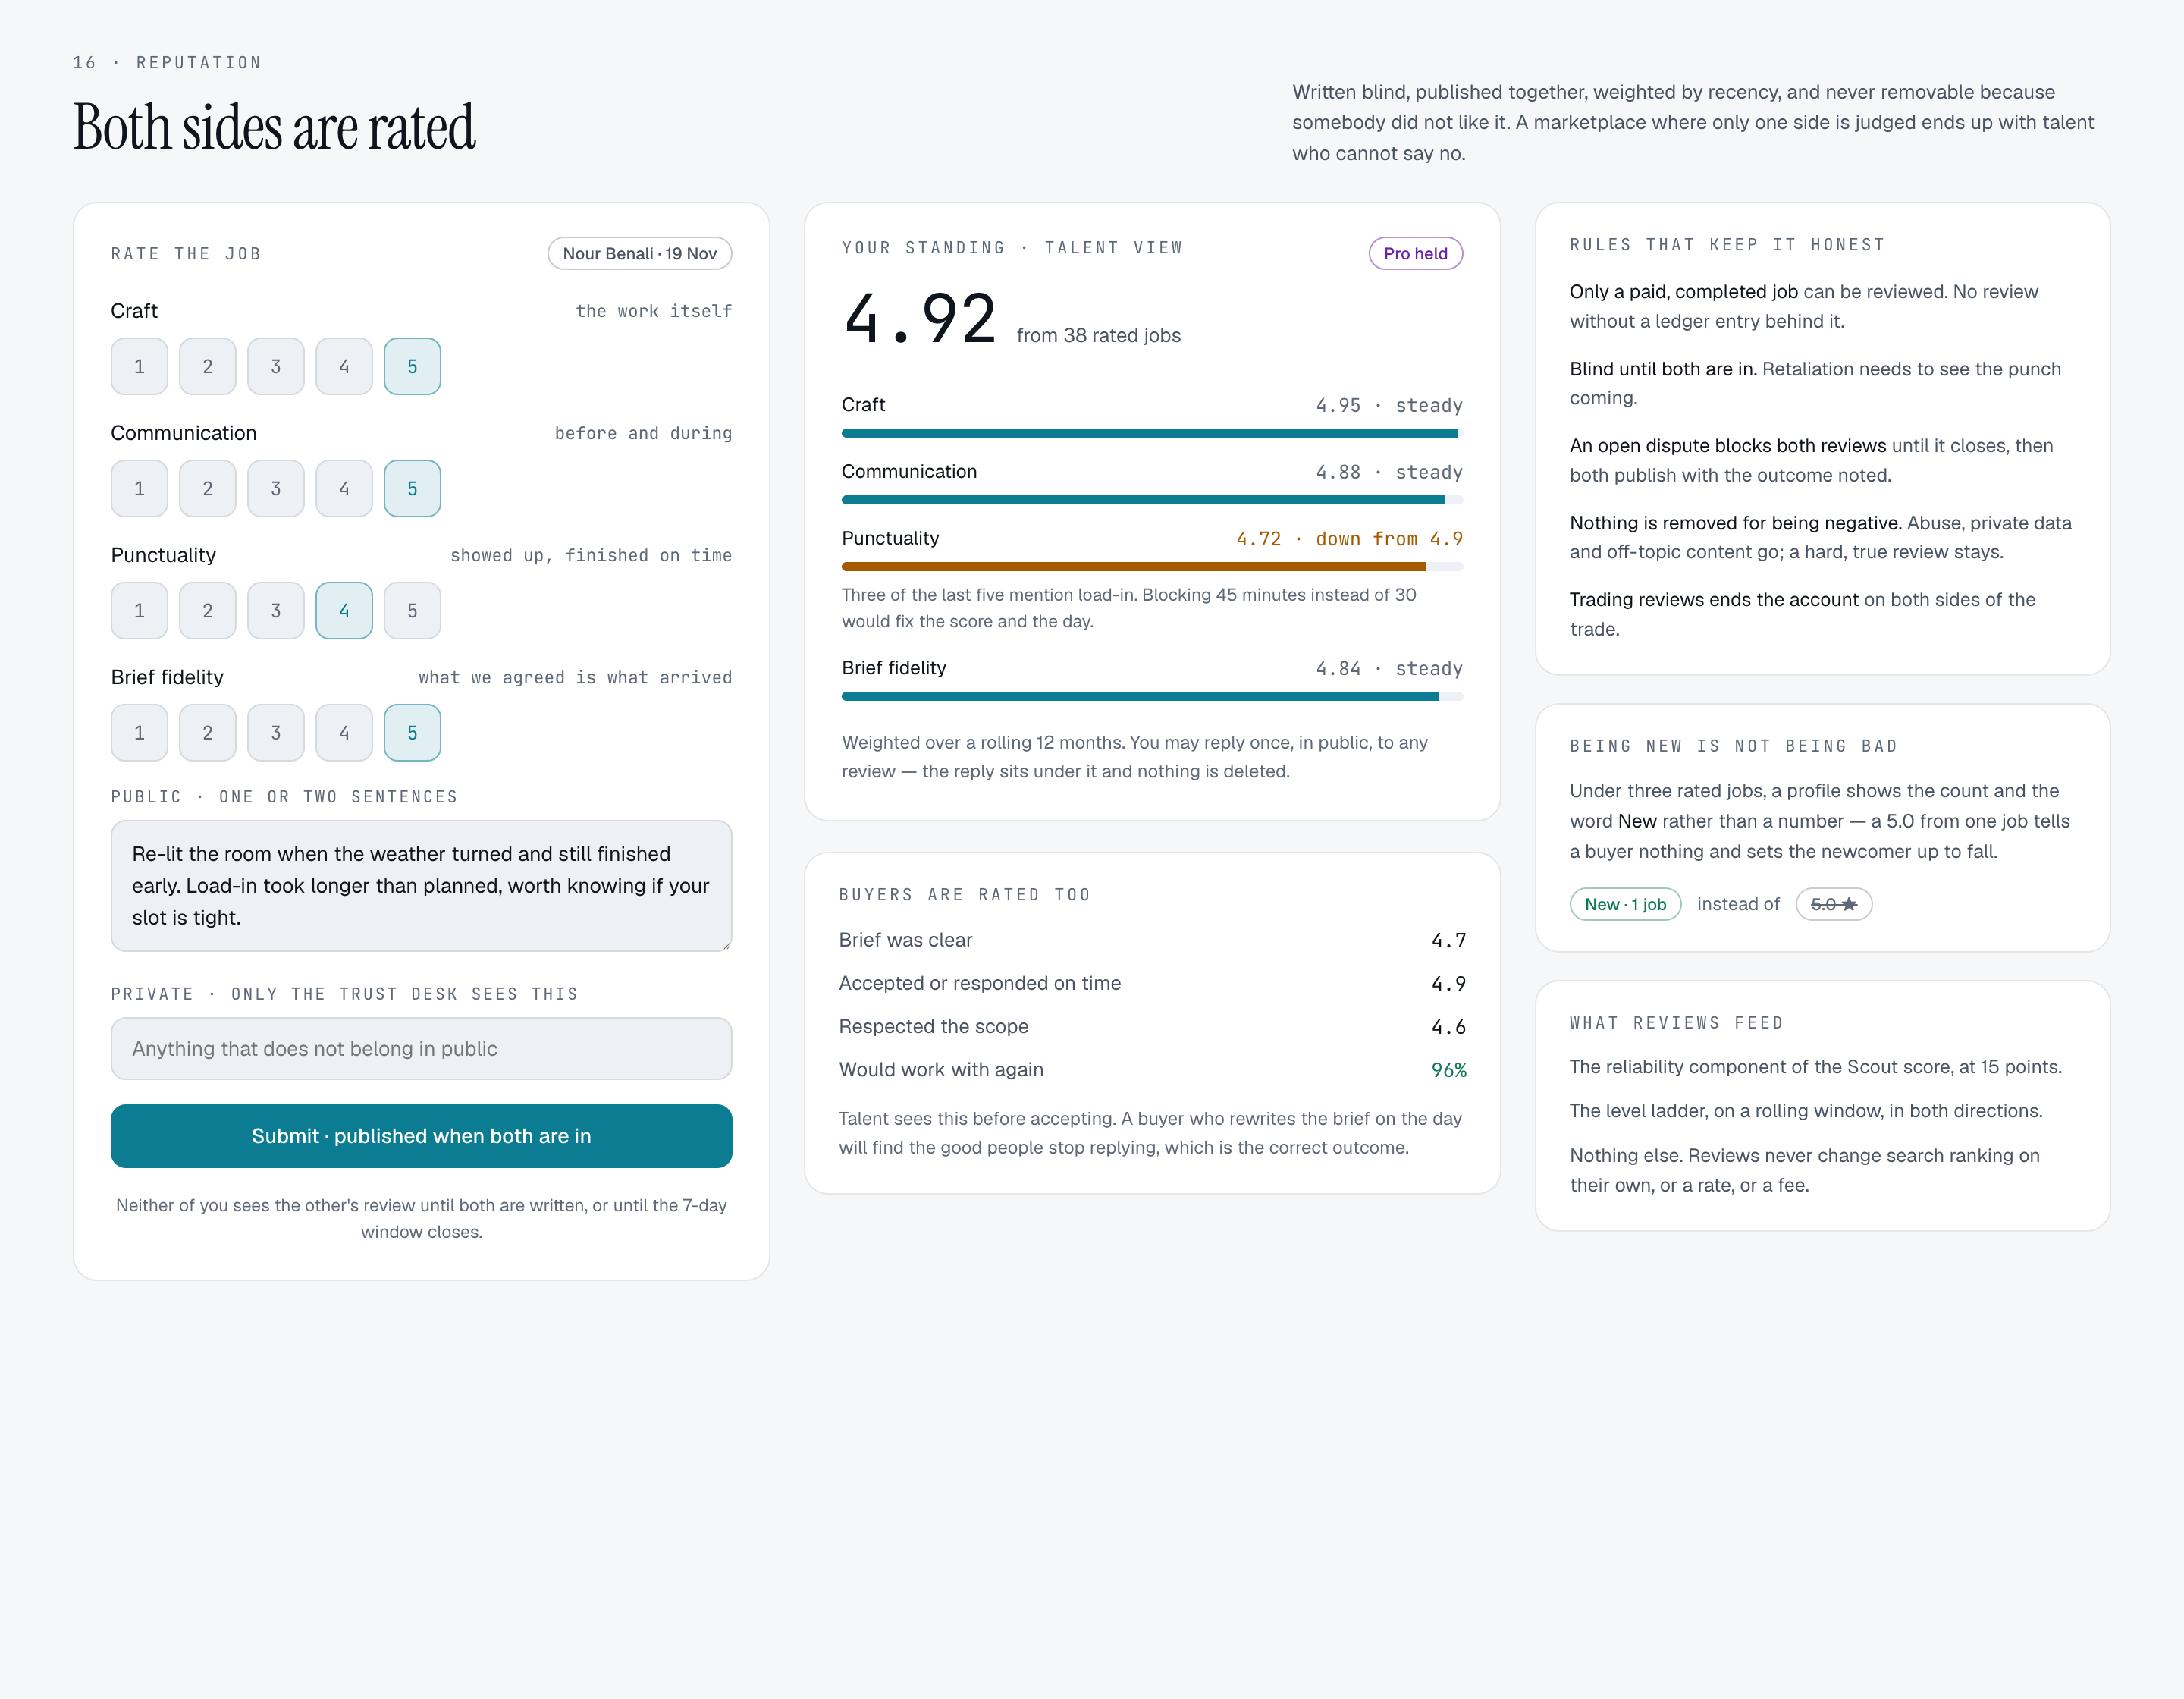 16 · REPUTATION
Both sides are rated
Written blind, published together, weighted by recency, and never removable because
somebody did not like it. A marketplace where only one side is judged ends up with talent
who cannot say no.
RATE THE JOB
Nour Benali · 19 Nov
Craft
the work itself
1 2 3 4 5
Communication
before and during
1 2 3 4 5
Punctuality
showed up, finished on time
1 2 3 4 5
Brief fidelity
what we agreed is what arrived
1 2 3 4 5
PUBLIC · ONE OR TWO SENTENCES
Re-lit the room when the weather turned and still finished
early. Load-in took longer than planned, worth knowing if your
slot is tight.
PRIVATE · ONLY THE TRUST DESK SEES THIS
Anything that does not belong in public
Submit · published when both are in
Neither of you sees the other's review until both are written, or until the 7-day
window closes.
YOUR STANDING · TALENT VIEW
Pro held
4.92 from 38 rated jobs
Craft
4.95 · steady
Communication
4.88 · steady
Punctuality
4.72 · down from 4.9
Three of the last five mention load-in. Blocking 45 minutes instead of 30
would fix the score and the day.
Brief fidelity
4.84 · steady
Weighted over a rolling 12 months. You may reply once, in public, to any
review — the reply sits under it and nothing is deleted.
BUYERS ARE RATED TOO
Brief was clear 4.7
Accepted or responded on time 4.9
Respected the scope 4.6
Would work with again 96%
Talent sees this before accepting. A buyer who rewrites the brief on the day
will find the good people stop replying, which is the correct outcome.
RULES THAT KEEP IT HONEST
Only a paid, completed job can be reviewed. No review
without a ledger entry behind it.
Blind until both are in. Retaliation needs to see the punch
coming.
An open dispute blocks both reviews until it closes, then
both publish with the outcome noted.
Nothing is removed for being negative. Abuse, private data
and off-topic content go; a hard, true review stays.
Trading reviews ends the account on both sides of the
trade.
BEING NEW IS NOT BEING BAD
Under three rated jobs, a profile shows the count and the
word New rather than a number — a 5.0 from one job tells
a buyer nothing and sets the newcomer up to fall.
New · 1 job instead of 5.0 ★
WHAT REVIEWS FEED
The reliability component of the Scout score, at 15 points.
The level ladder, on a rolling window, in both directions.
Nothing else. Reviews never change search ranking on
their own, or a rate, or a fee.